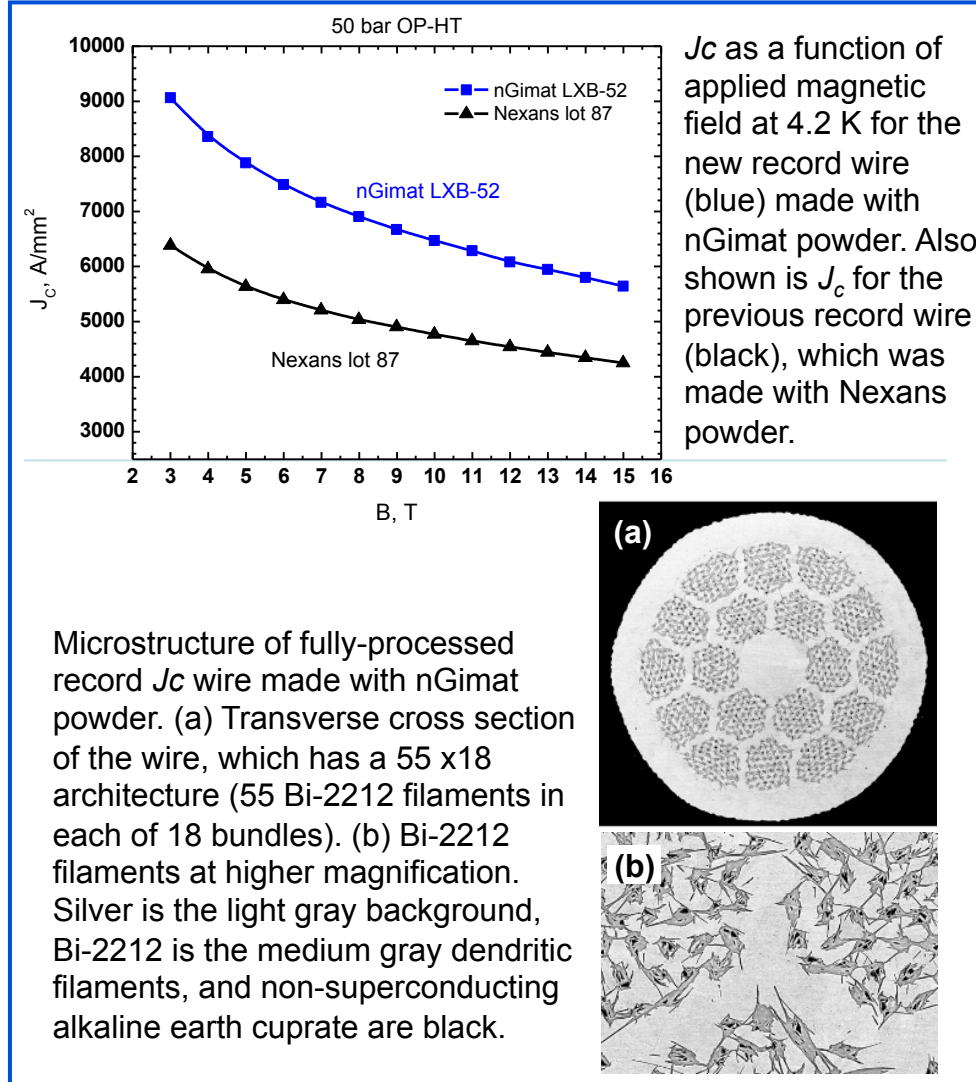 50 bar OP-HT
10000
9000
8000
7000
6000
5000
4000
3000
J_C, A/mm²
nGimat LXB-52
Nexans lot 87
nGimat LXB-52
Nexans lot 87
2 3 4 5 6 7 8 9 10 11 12 13 14 15 16
B, T
Jc as a function of
applied magnetic
field at 4.2 K for the
new record wire
(blue) made with
nGimat powder. Also
shown is J_c for the
previous record wire
(black), which was
made with Nexans
powder.
(a)
Microstructure of fully-processed
record Jc wire made with nGimat
powder. (a) Transverse cross section
of the wire, which has a 55 x18
architecture (55 Bi-2212 filaments in
each of 18 bundles). (b) Bi-2212
filaments at higher magnification.
Silver is the light gray background,
Bi-2212 is the medium gray dendritic
filaments, and non-superconducting
alkaline earth cuprate are black.
(b)